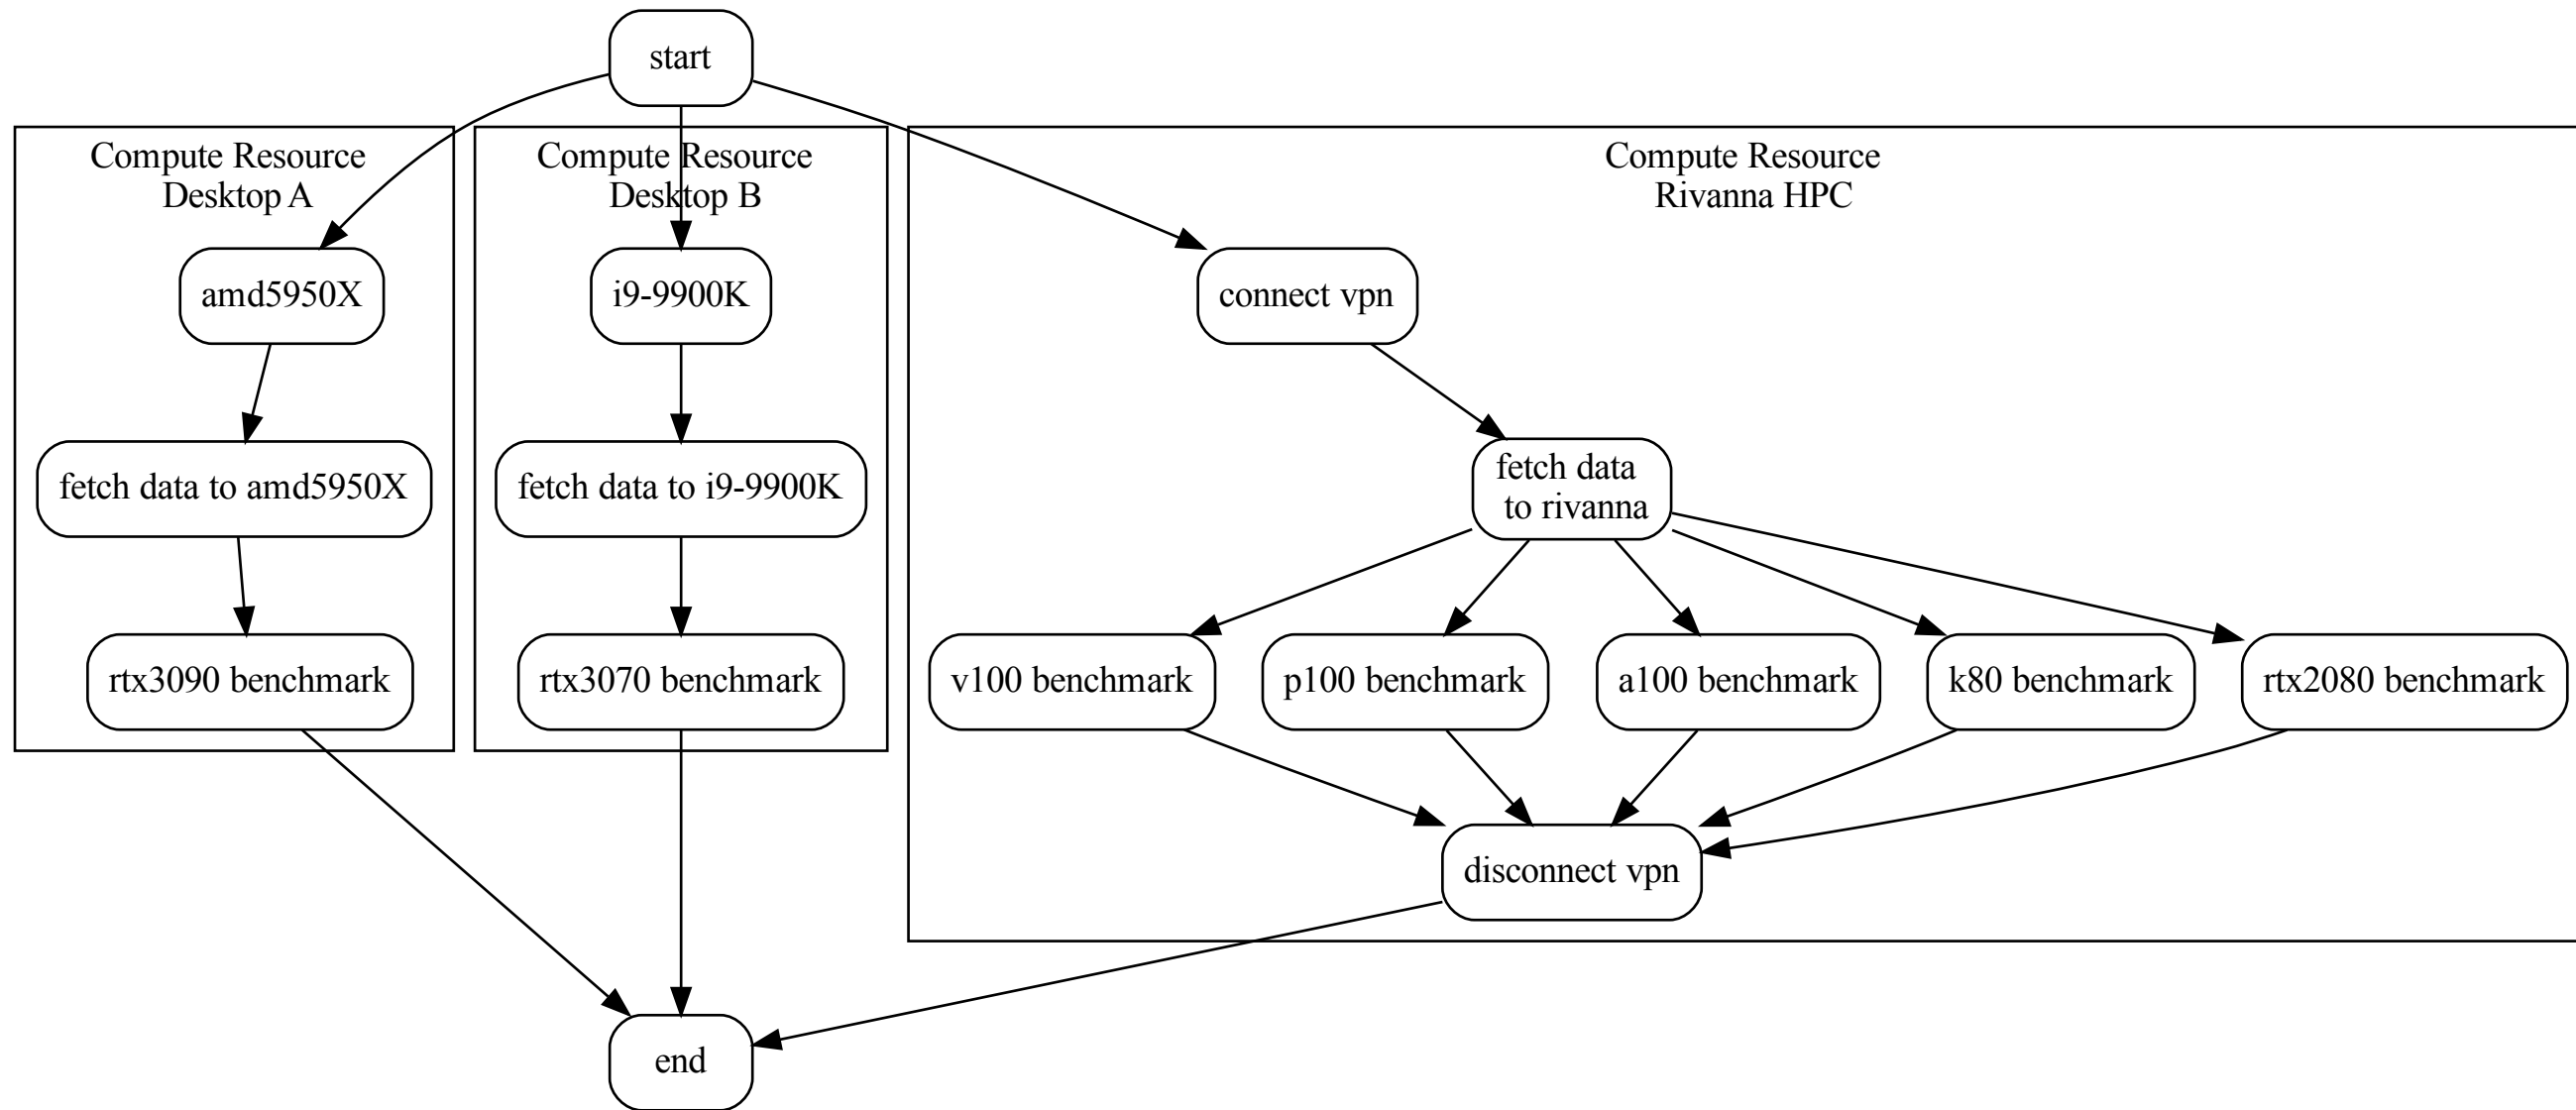 start
Compute Resource
Desktop A
Compute Resource
Desktop B
Compute Resource
Rivanna HPC
amd5950X
i9-9900K
connect vpn
fetch data to amd5950X
fetch data to i9-9900K
fetch data
to rivanna
rtx3090 benchmark
rtx3070 benchmark
v100 benchmark
p100 benchmark
a100 benchmark
k80 benchmark
rtx2080 benchmark
disconnect vpn
end